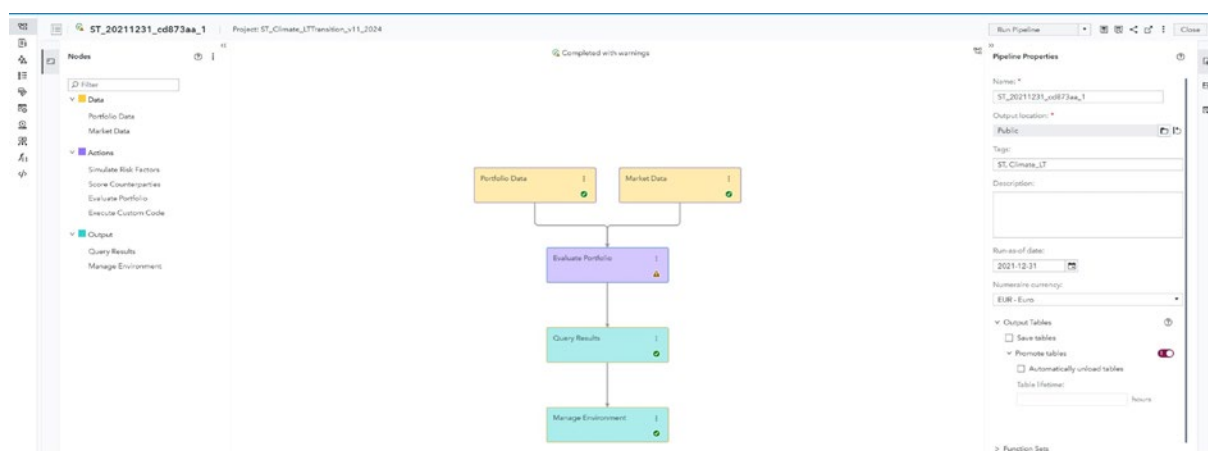 ST_20211231_cd873aa_1 Project: ST_Climate_LTTransition_v11_2024 Run Pipeline Close
Completed with warnings
Nodes
Filter
Data
Portfolio Data
Market Data
Actions
Simulate Risk Factors
Score Counterparties
Evaluate Portfolio
Execute Custom Code
Output
Query Results
Manage Environment
Portfolio Data
Market Data
Evaluate Portfolio
Query Results
Manage Environment
Pipeline Properties
Name: *
ST_20211231_cd873aa_1
Output location: *
Public
Tags:
ST, Climate_LT
Description:
Run as-of date:
2021-12-31
Numeraire currency:
EUR - Euro
Output Tables
Save tables
Promote tables
Automatically unload tables
Table lifetime:
hours
Function Sets